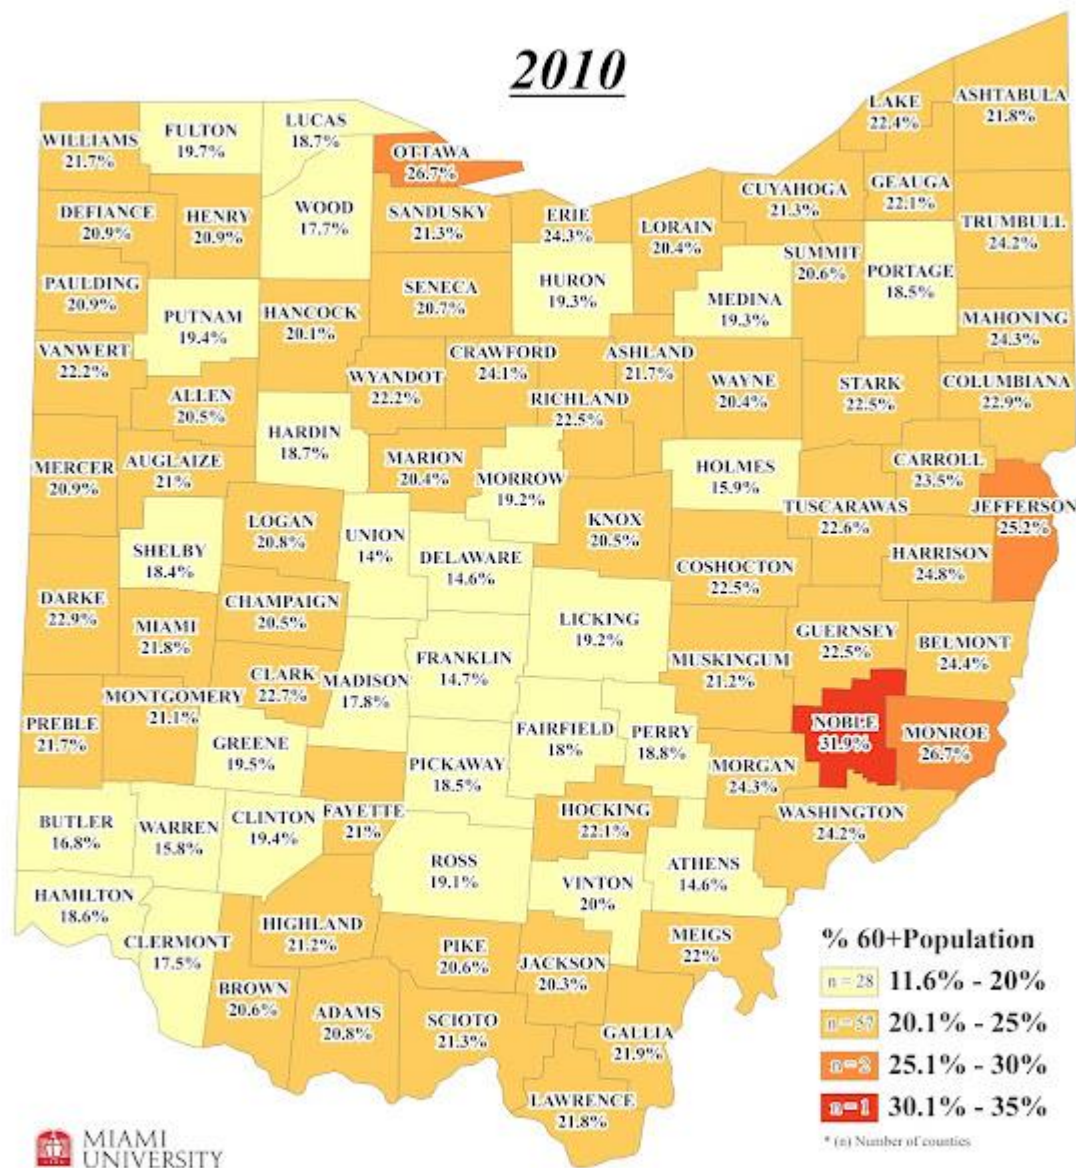 2010
LAKE
22.4%
ASHTABULA
21.8%
WILLIAMS
21.7%
FULTON
19.7%
LUCAS
18.7%
OTTAWA
26.7%
GEAUGA
22.1%
CUYAHOGA
21.3%
DEFIANCE
20.9%
HENRY
20.9%
WOOD
17.7%
SANDUSKY
21.3%
ERIE
24.3%
LORAIN
20.4%
TRUMBULL
24.2%
SUMMIT
20.6%
PORTAGE
18.5%
PAULDING
20.9%
PUTNAM
19.4%
HANCOCK
20.1%
SENECA
20.7%
HURON
19.3%
MEDINA
19.3%
MAHONING
24.3%
VANWERT
22.2%
ALLEN
20.5%
WYANDOT
22.2%
CRAWFORD
24.1%
RICHLAND
22.5%
ASHLAND
21.7%
WAYNE
20.4%
STARK
22.5%
COLUMBIANA
22.9%
HARDIN
18.7%
MERCER
20.9%
AUGLAIZE
21%
MARION
20.4%
MORROW
19.2%
HOLMES
15.9%
CARROLL
23.5%
TUSCARAWAS
22.6%
JEFFERSON
25.2%
LOGAN
20.8%
UNION
14%
KNOX
20.5%
SHELBY
18.4%
DELAWARE
14.6%
COSHOCTON
22.5%
HARRISON
24.8%
DARKE
22.9%
MIAMI
21.8%
CHAMPAIGN
20.5%
LICKING
19.2%
GUERNSEY
22.5%
BELMONT
24.4%
CLARK
22.7%
MADISON
17.8%
FRANKLIN
14.7%
MUSKINGUM
21.2%
PREBLE
21.7%
MONTGOMERY
21.1%
GREENE
19.5%
FAIRFIELD
18%
PERRY
18.8%
NOBLE
31.9%
MONROE
26.7%
PICKAWAY
18.5%
MORGAN
24.3%
BUTLER
16.8%
WARREN
15.8%
CLINTON
19.4%
FAYETTE
21%
HOCKING
22.1%
WASHINGTON
24.2%
HAMILTON
18.6%
ROSS
19.1%
VINTON
20%
ATHENS
14.6%
CLERMONT
17.5%
HIGHLAND
21.2%
PIKE
20.6%
JACKSON
20.3%
MEIGS
22%
BROWN
20.6%
ADAMS
20.8%
SCIOTO
21.3%
GALLIA
21.9%
LAWRENCE
21.8%
% 60+Population
n = 28 11.6% - 20%
n = 57 20.1% - 25%
n = 2 25.1% - 30%
n = 1 30.1% - 35%
* (n) Number of counties
MIAMI
UNIVERSITY